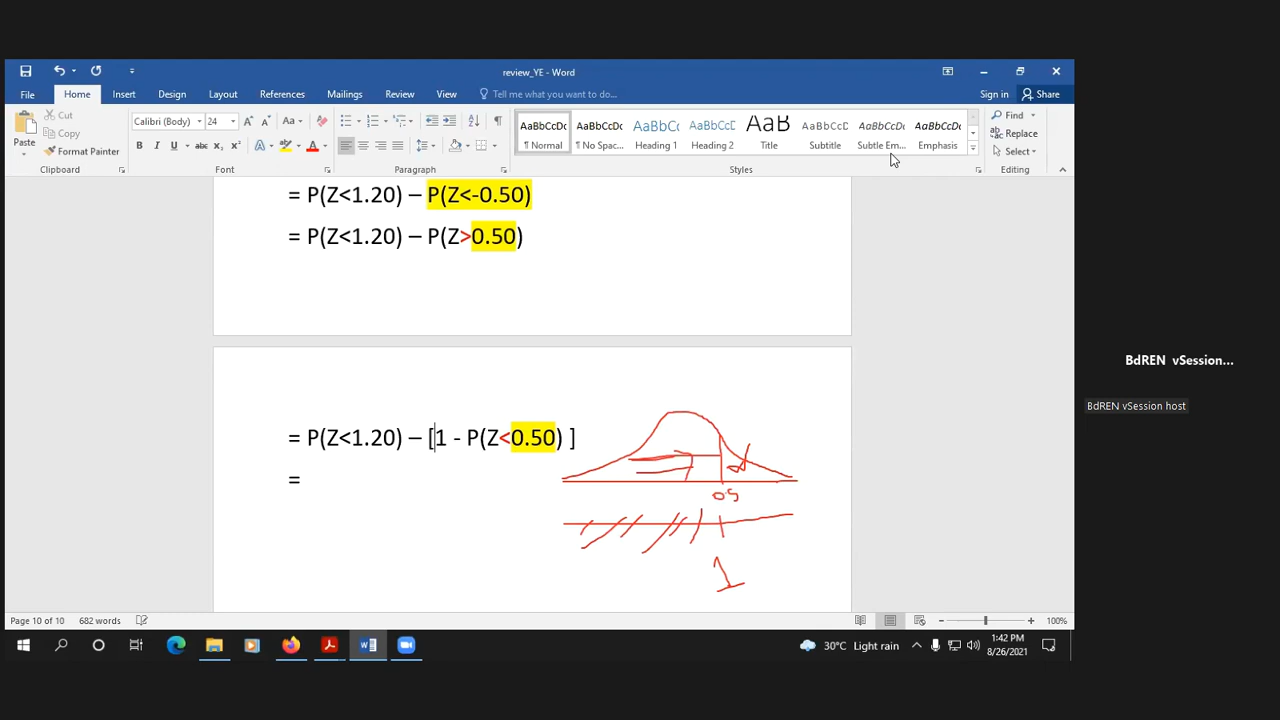 review_YE - Word
File Home Insert Design Layout References Mailings Review View Tell me what you want to do... Sign in Share
Paste Cut Calibri (Body) 24 Aa AaBbCcDc AaBbCcDc AaBbCc AaBbCcC AaB AaBbCcD AaBbCcDc AaBbCcDc Find
Copy Replace
Format Painter B I U abc X₂ X² A A ¶ Normal ¶ No Spac... Heading 1 Heading 2 Title Subtitle Subtle Em... Emphasis Select
Clipboard Font Paragraph Styles Editing
= P(Z<1.20) – P(Z<-0.50)
= P(Z<1.20) – P(Z>0.50)
= P(Z<1.20) – [1 - P(Z<0.50) ]
=
0.5
1
BdREN vSession...
BdREN vSession host
Page 10 of 10 682 words 100%
30°C Light rain 1:42 PM
8/26/2021